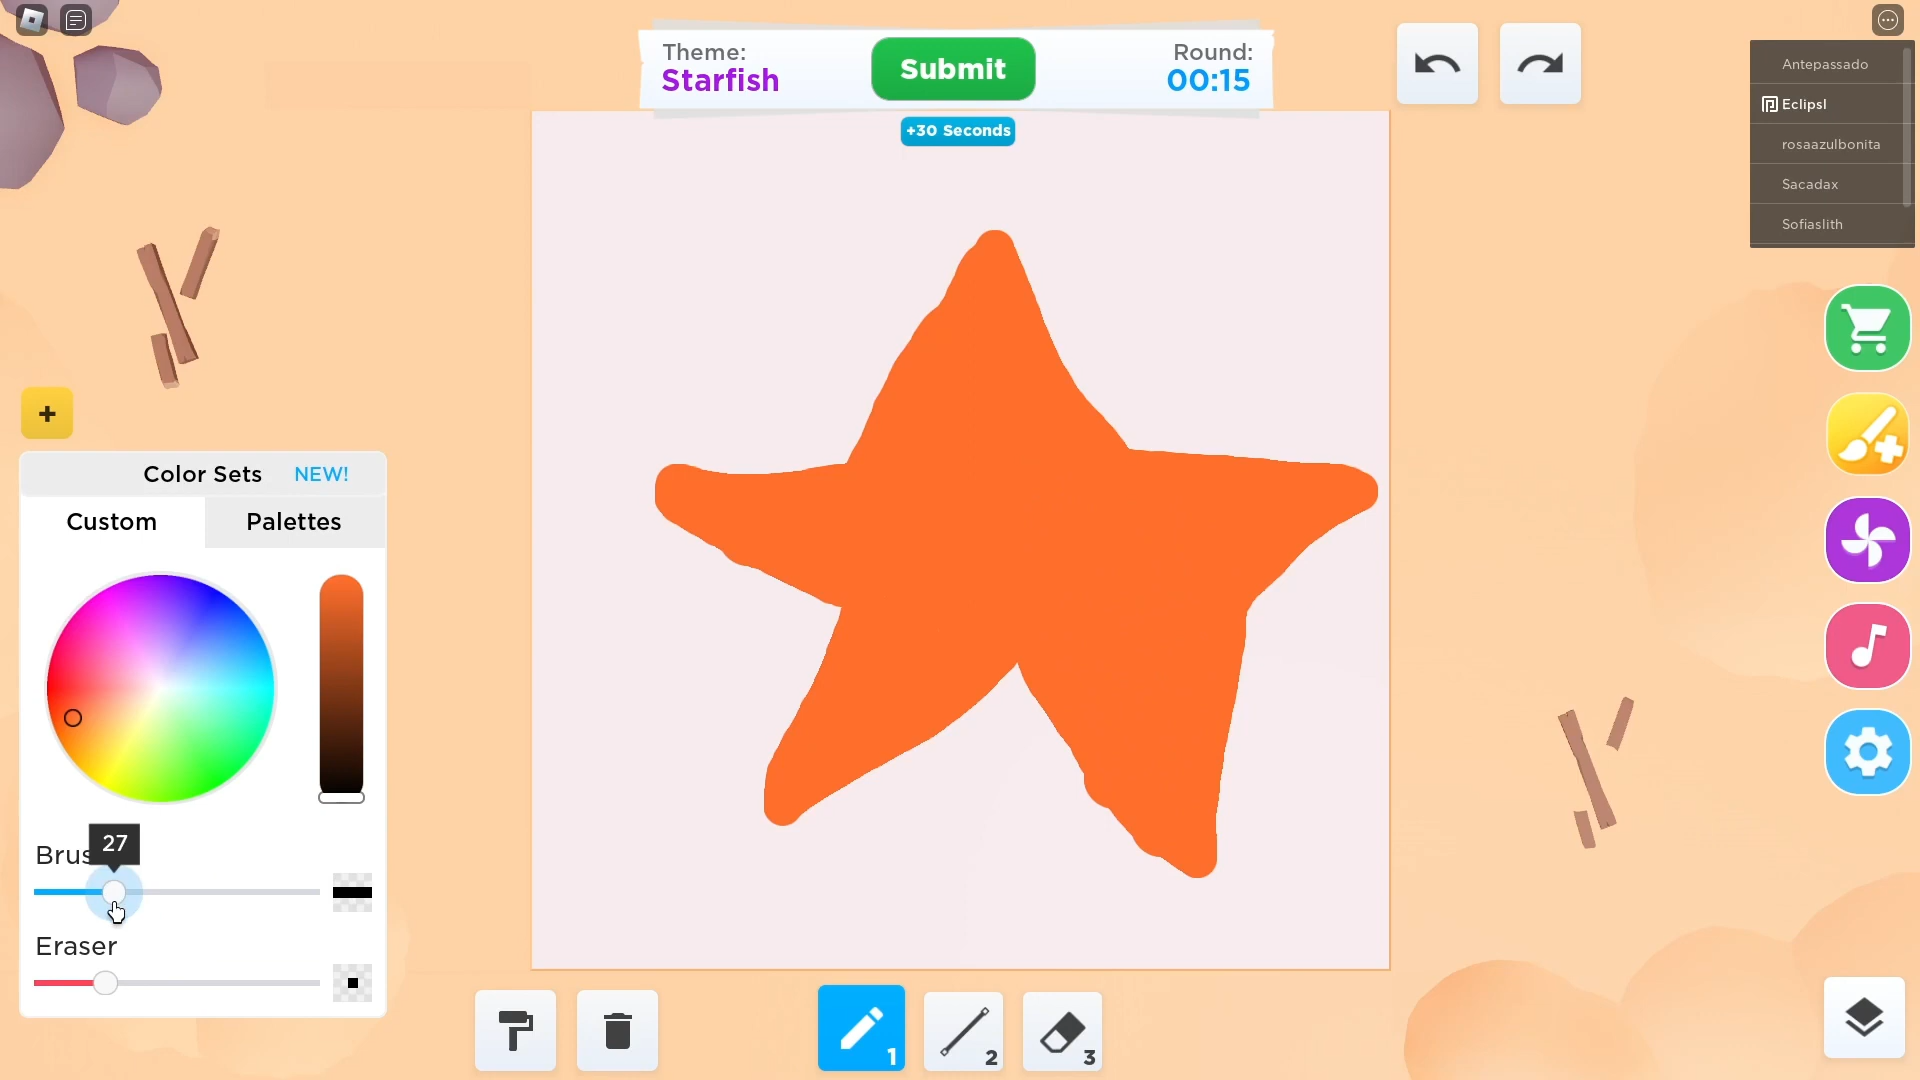 Theme:
Starfish
Submit
Round:
00:15
+30 Seconds
Antepassado
Eclipsl
rosaazulbonita
Sacadax
Sofiaslith
+
Color Sets NEW!
Custom
Palettes
27
Brus
Eraser
1
2
3